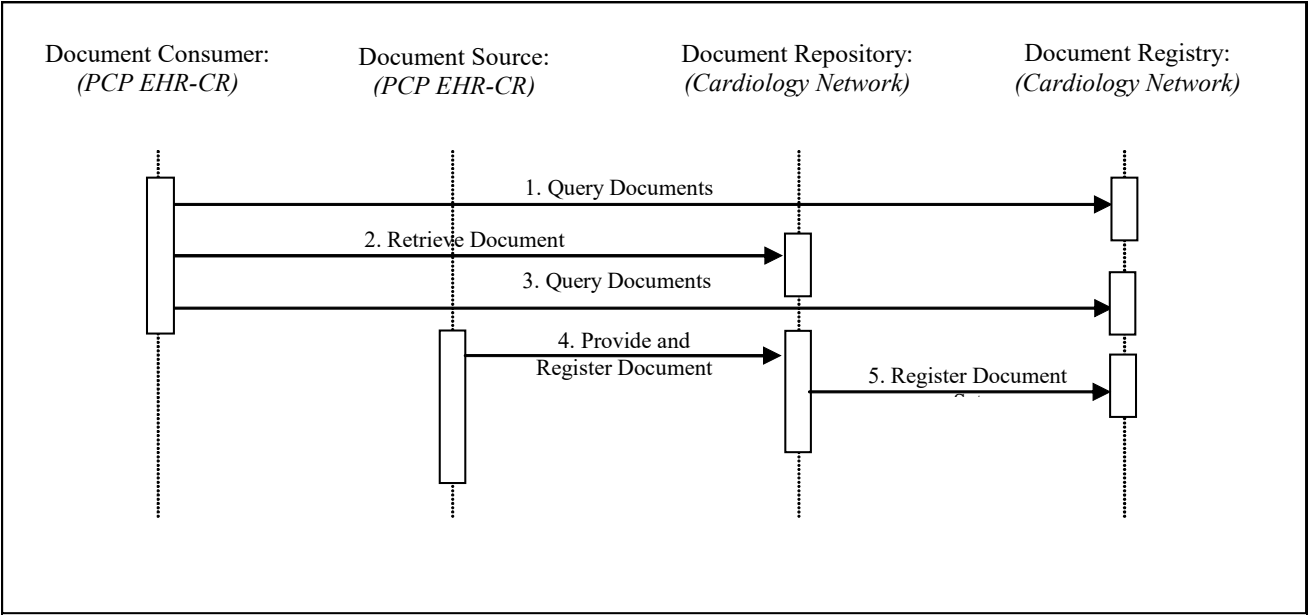 Document Consumer:
(PCP EHR-CR)
Document Source:
(PCP EHR-CR)
Document Repository:
(Cardiology Network)
Document Registry:
(Cardiology Network)
1. Query Documents
2. Retrieve Document
3. Query Documents
4. Provide and
Register Document
5. Register Document